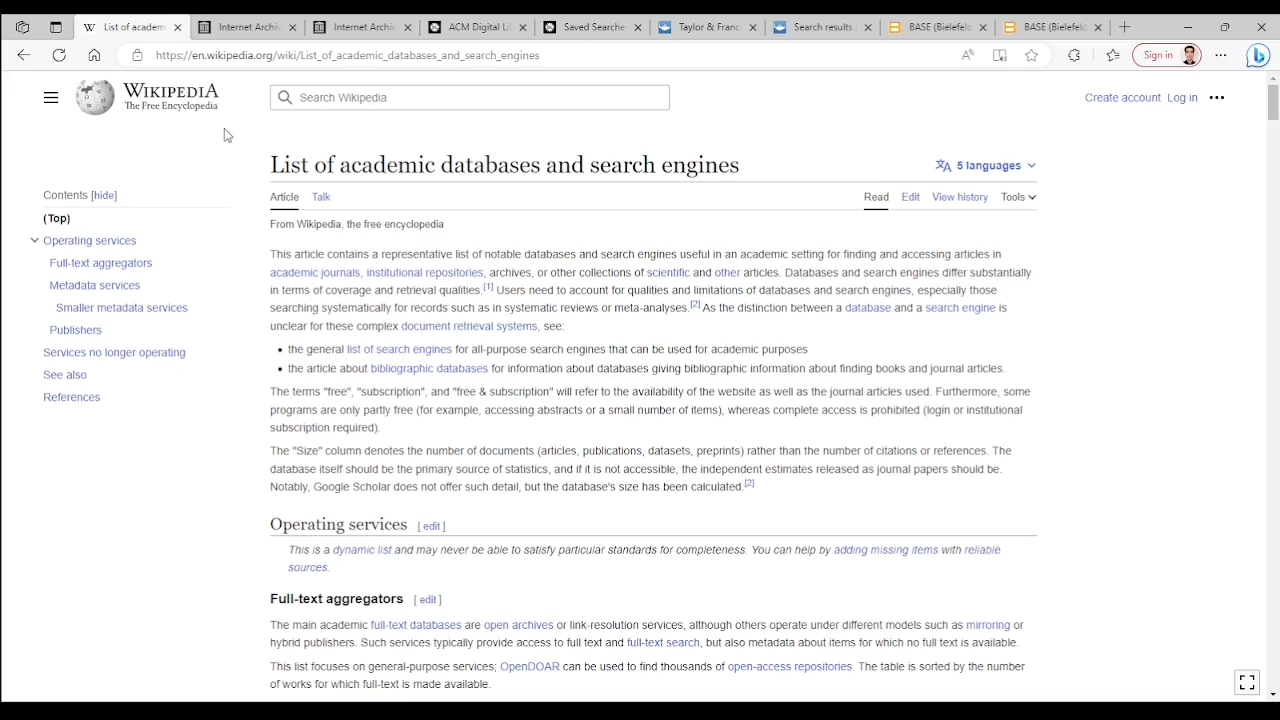 List of academ
Internet Archiv
Internet Archiv
ACM Digital Li
Saved Searche
Taylor & Franc
Search results
BASE (Bielefeld
BASE (Bielefeld
https://en.wikipedia.org/wiki/List_of_academic_databases_and_search_engines
Sign in
WIKIPEDIA
The Free Encyclopedia
Search Wikipedia
Create account Log in
List of academic databases and search engines
5 languages
Article Talk
Read Edit View history Tools
From Wikipedia, the free encyclopedia
Contents [hide]
(Top)
Operating services
Full-text aggregators
Metadata services
Smaller metadata services
Publishers
Services no longer operating
See also
References
This article contains a representative list of notable databases and search engines useful in an academic setting for finding and accessing articles in
academic journals, institutional repositories, archives, or other collections of scientific and other articles. Databases and search engines differ substantially
in terms of coverage and retrieval qualities.[1] Users need to account for qualities and limitations of databases and search engines, especially those
searching systematically for records such as in systematic reviews or meta-analyses.[2] As the distinction between a database and a search engine is
unclear for these complex document retrieval systems, see:
• the general list of search engines for all-purpose search engines that can be used for academic purposes
• the article about bibliographic databases for information about databases giving bibliographic information about finding books and journal articles.
The terms "free", "subscription", and "free & subscription" will refer to the availability of the website as well as the journal articles used. Furthermore, some
programs are only partly free (for example, accessing abstracts or a small number of items), whereas complete access is prohibited (login or institutional
subscription required).
The "Size" column denotes the number of documents (articles, publications, datasets, preprints) rather than the number of citations or references. The
database itself should be the primary source of statistics, and if it is not accessible, the independent estimates released as journal papers should be.
Notably, Google Scholar does not offer such detail, but the database's size has been calculated.[2]
Operating services [ edit ]
This is a dynamic list and may never be able to satisfy particular standards for completeness. You can help by adding missing items with reliable
sources.
Full-text aggregators [ edit ]
The main academic full-text databases are open archives or link-resolution services, although others operate under different models such as mirroring or
hybrid publishers. Such services typically provide access to full text and full-text search, but also metadata about items for which no full text is available.
This list focuses on general-purpose services; OpenDOAR can be used to find thousands of open-access repositories. The table is sorted by the number
of works for which full-text is made available.